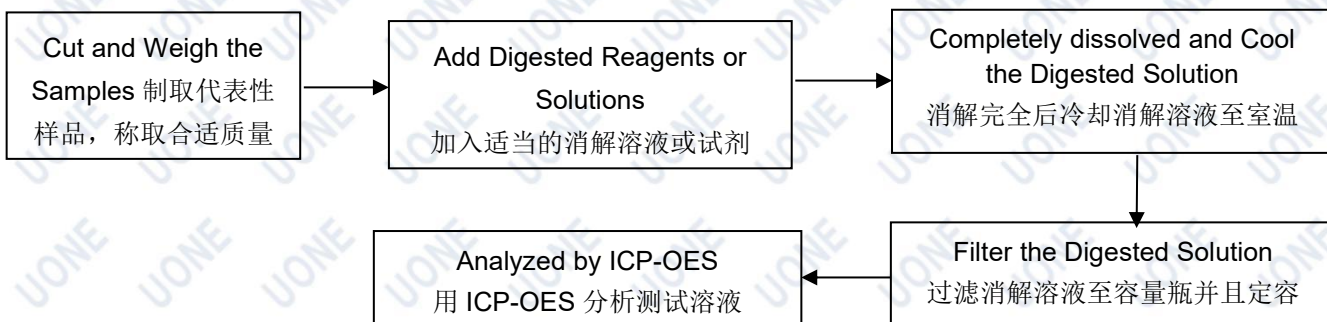 Cut and Weigh the
Samples 制取代表性
样品，称取合适质量
Add Digested Reagents or
Solutions
加入适当的消解溶液或试剂
Completely dissolved and Cool
the Digested Solution
消解完全后冷却消解溶液至室温
Filter the Digested Solution
过滤消解溶液至容量瓶并且定容
Analyzed by ICP-OES
用 ICP-OES 分析测试溶液
UONE